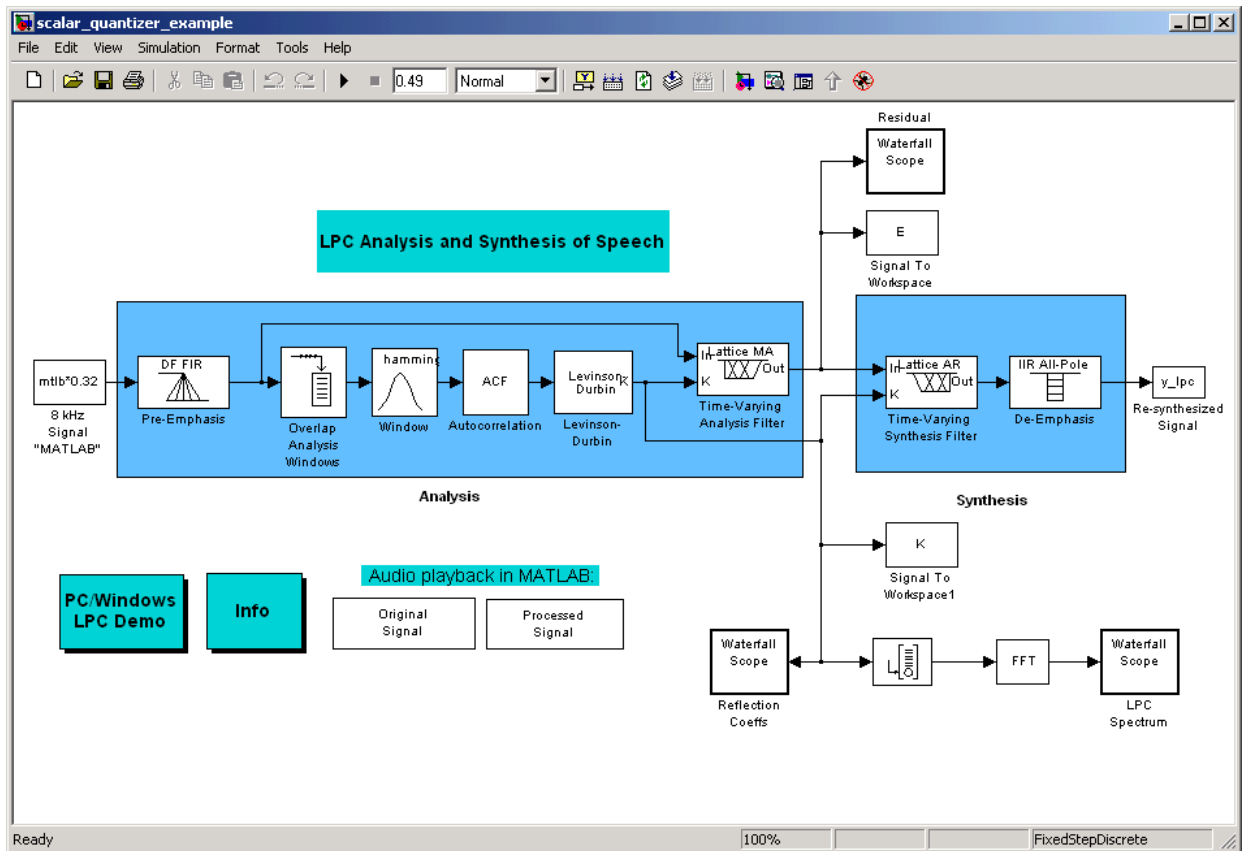 scalar_quantizer_example
File Edit View Simulation Format Tools Help
0.49 Normal
Residual
Waterfall
Scope
LPC Analysis and Synthesis of Speech
E
Signal To
Workspace
mtlb*0.32
8 kHz
Signal
"MATLAB"
DF FIR
Pre-Emphasis
Overlap
Analysis
Windows
hamming
Window
ACF
Autocorrelation
Levinson
Durbin
K
Levinson-
Durbin
Lattice MA
In
Out
K
Time-Varying
Analysis Filter
Lattice AR
In
Out
K
Time-Varying
Synthesis Filter
IIR All-Pole
De-Emphasis
y_lpc
Re-synthesized
Signal
Analysis
Synthesis
K
Signal To
Workspace1
PC/Windows
LPC Demo
Info
Audio playback in MATLAB:
Original
Signal
Processed
Signal
Waterfall
Scope
Reflection
Coeffs
FFT
Waterfall
Scope
LPC
Spectrum
Ready 100% FixedStepDiscrete